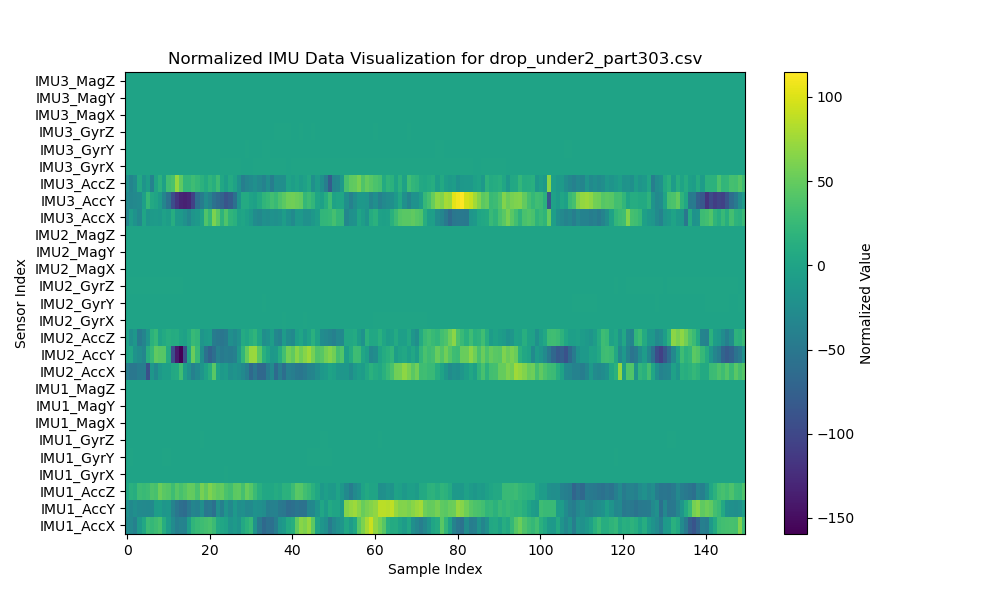 Normalized IMU Data Visualization for drop_under2_part303.csv
IMU3_MagZ
IMU3_MagY
IMU3_MagX
IMU3_GyrZ
IMU3_GyrY
IMU3_GyrX
IMU3_AccZ
IMU3_AccY
IMU3_AccX
IMU2_MagZ
IMU2_MagY
IMU2_MagX
IMU2_GyrZ
IMU2_GyrY
IMU2_GyrX
IMU2_AccZ
IMU2_AccY
IMU2_AccX
IMU1_MagZ
IMU1_MagY
IMU1_MagX
IMU1_GyrZ
IMU1_GyrY
IMU1_GyrX
IMU1_AccZ
IMU1_AccY
IMU1_AccX
Sensor Index
0 20 40 60 80 100 120 140
Sample Index
100
50
0
−50
−100
−150
Normalized Value